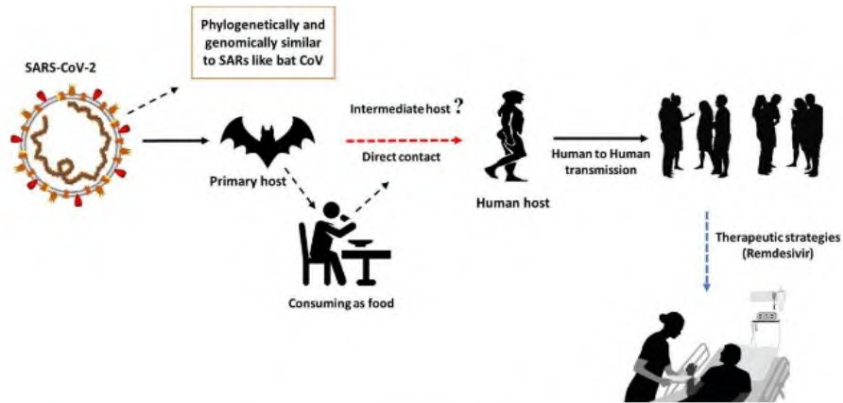 Phylogenetically and
genomically similar
to SARs like bat CoV
SARS-CoV-2
Intermediate host ?
Direct contact
Primary host
Human host
Human to Human
transmission
Consuming as food
Therapeutic strategies
(Remdesivir)